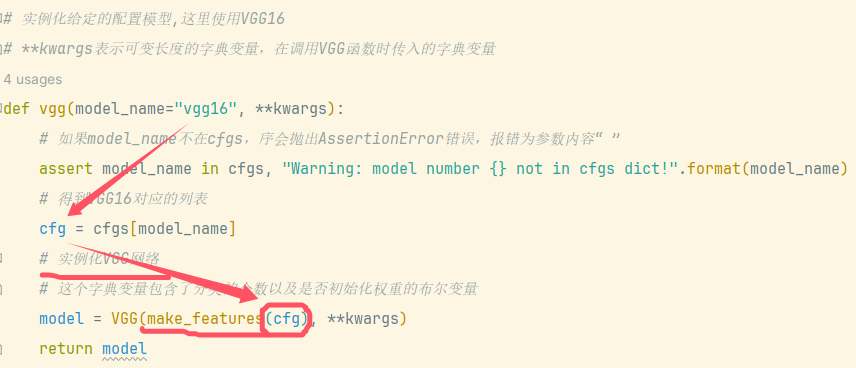 # 实例化给定的配置模型,这里使用VGG16
# **kwargs表示可变长度的字典变量，在调用VGG函数时传入的字典变量
4 usages
def vgg(model_name="vgg16", **kwargs):
# 如果model_name不在cfgs，序会抛出AssertionError错误，报错为参数内容“ ”
assert model_name in cfgs, "Warning: model number {} not in cfgs dict!".format(model_name)
# 得到VGG16对应的列表
cfg = cfgs[model_name]
# 实例化VGG网络
# 这个字典变量包含了分类的个数以及是否初始化权重的布尔变量
model = VGG(make_features(cfg), **kwargs)
return model